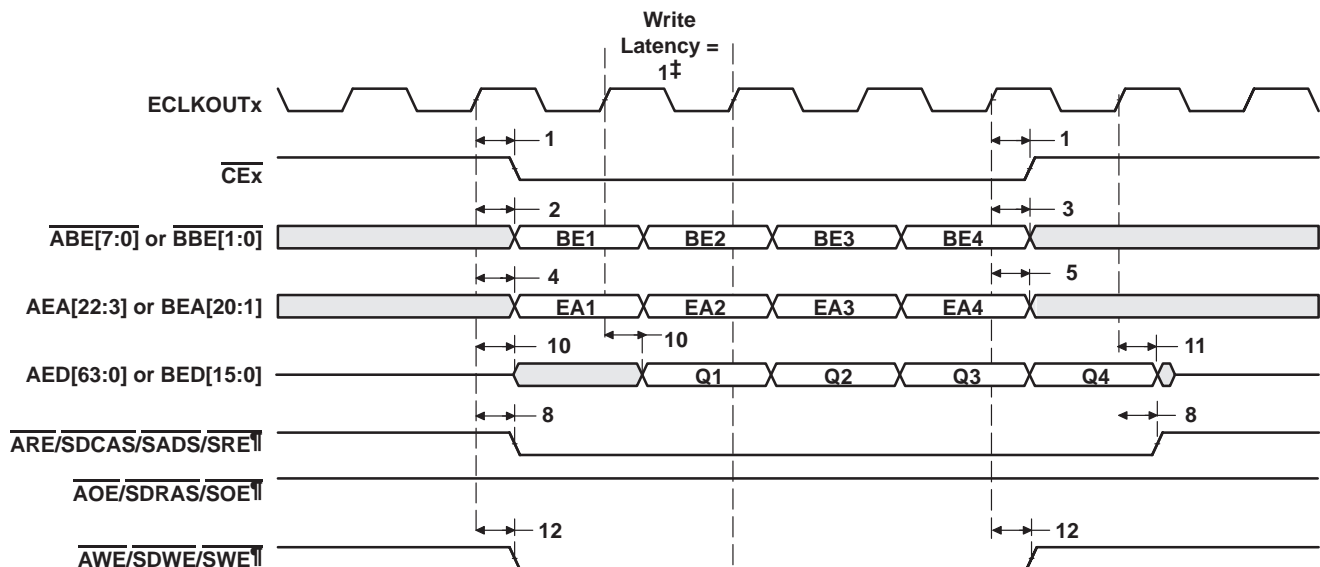 Write
Latency =
1‡
ECLKOUTx
1 1
CEx
2 3
ABE[7:0] or BBE[1:0]
BE1 BE2 BE3 BE4
4 5
AEA[22:3] or BEA[20:1]
EA1 EA2 EA3 EA4
10 10 11
AED[63:0] or BED[15:0]
Q1 Q2 Q3 Q4
8 8
ARE/SDCAS/SADS/SRE¶
AOE/SDRAS/SOE¶
12 12
AWE/SDWE/SWE¶